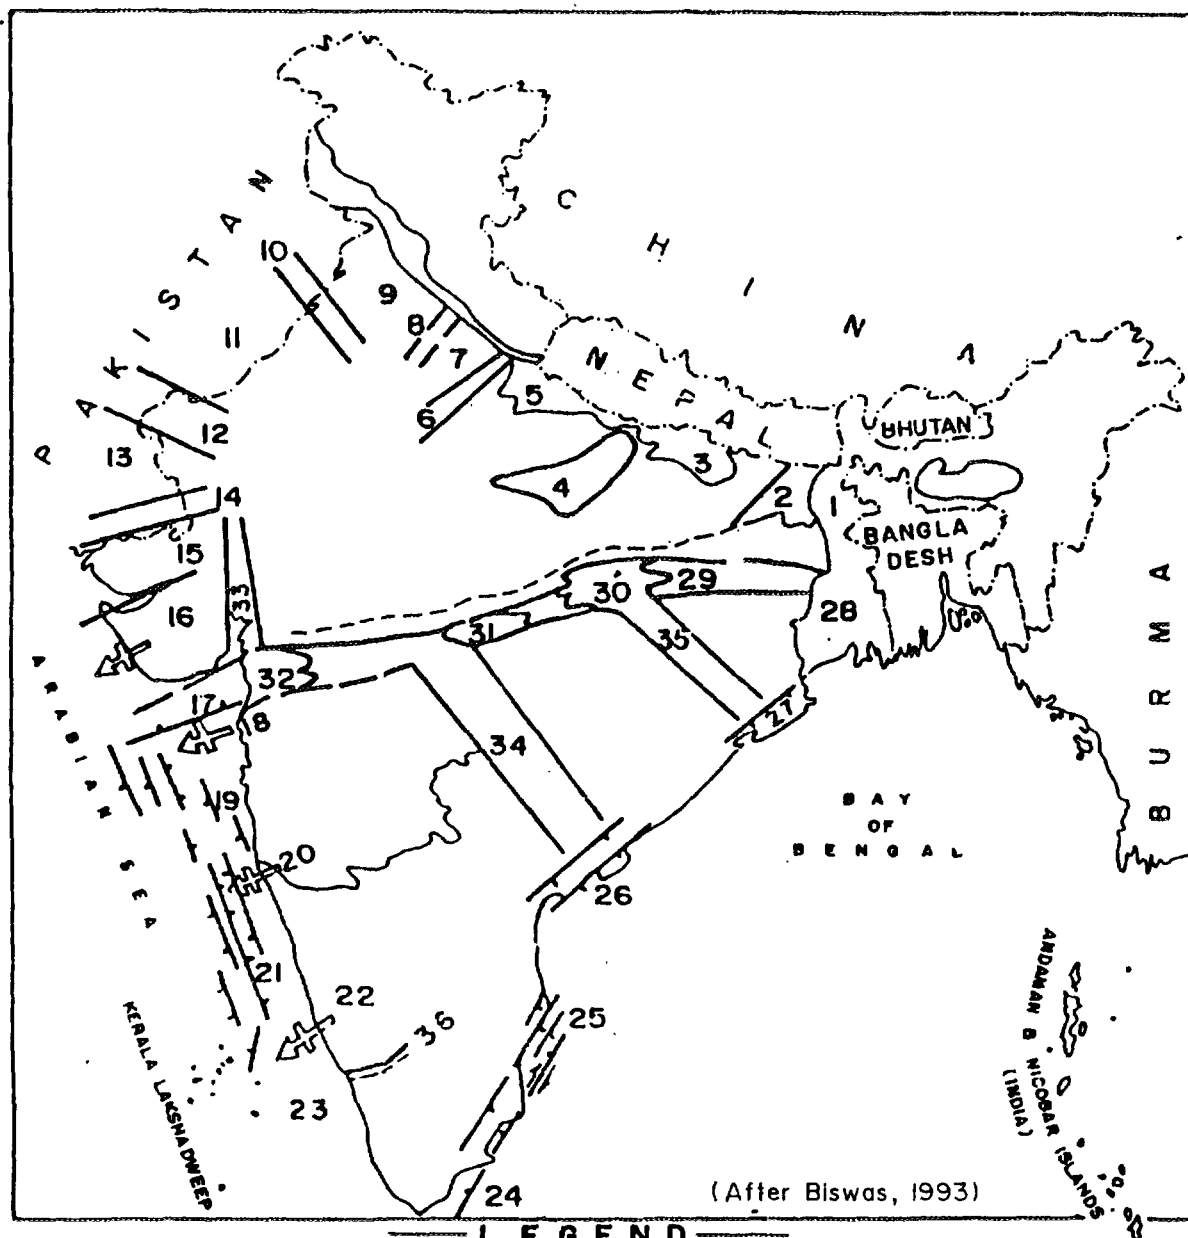 PAKISTAN
CHINA
10
9
11
8
7
NEPAL
5
6
BHUTAN
12
13
3
4
2
1
14
BANGLA
DESH
15
30
29
33
28
16
31
35
BURMA
32
17
27
18
34
ARABIAN SEA
19
BAY
OF
BENGAL
20
26
21
22
25
36
23
KERALA LAKSHADWEEP
ANDAMAN & NICOBAR ISLANDS
(INDIA)
24
(After Biswas, 1993)
LEGEND